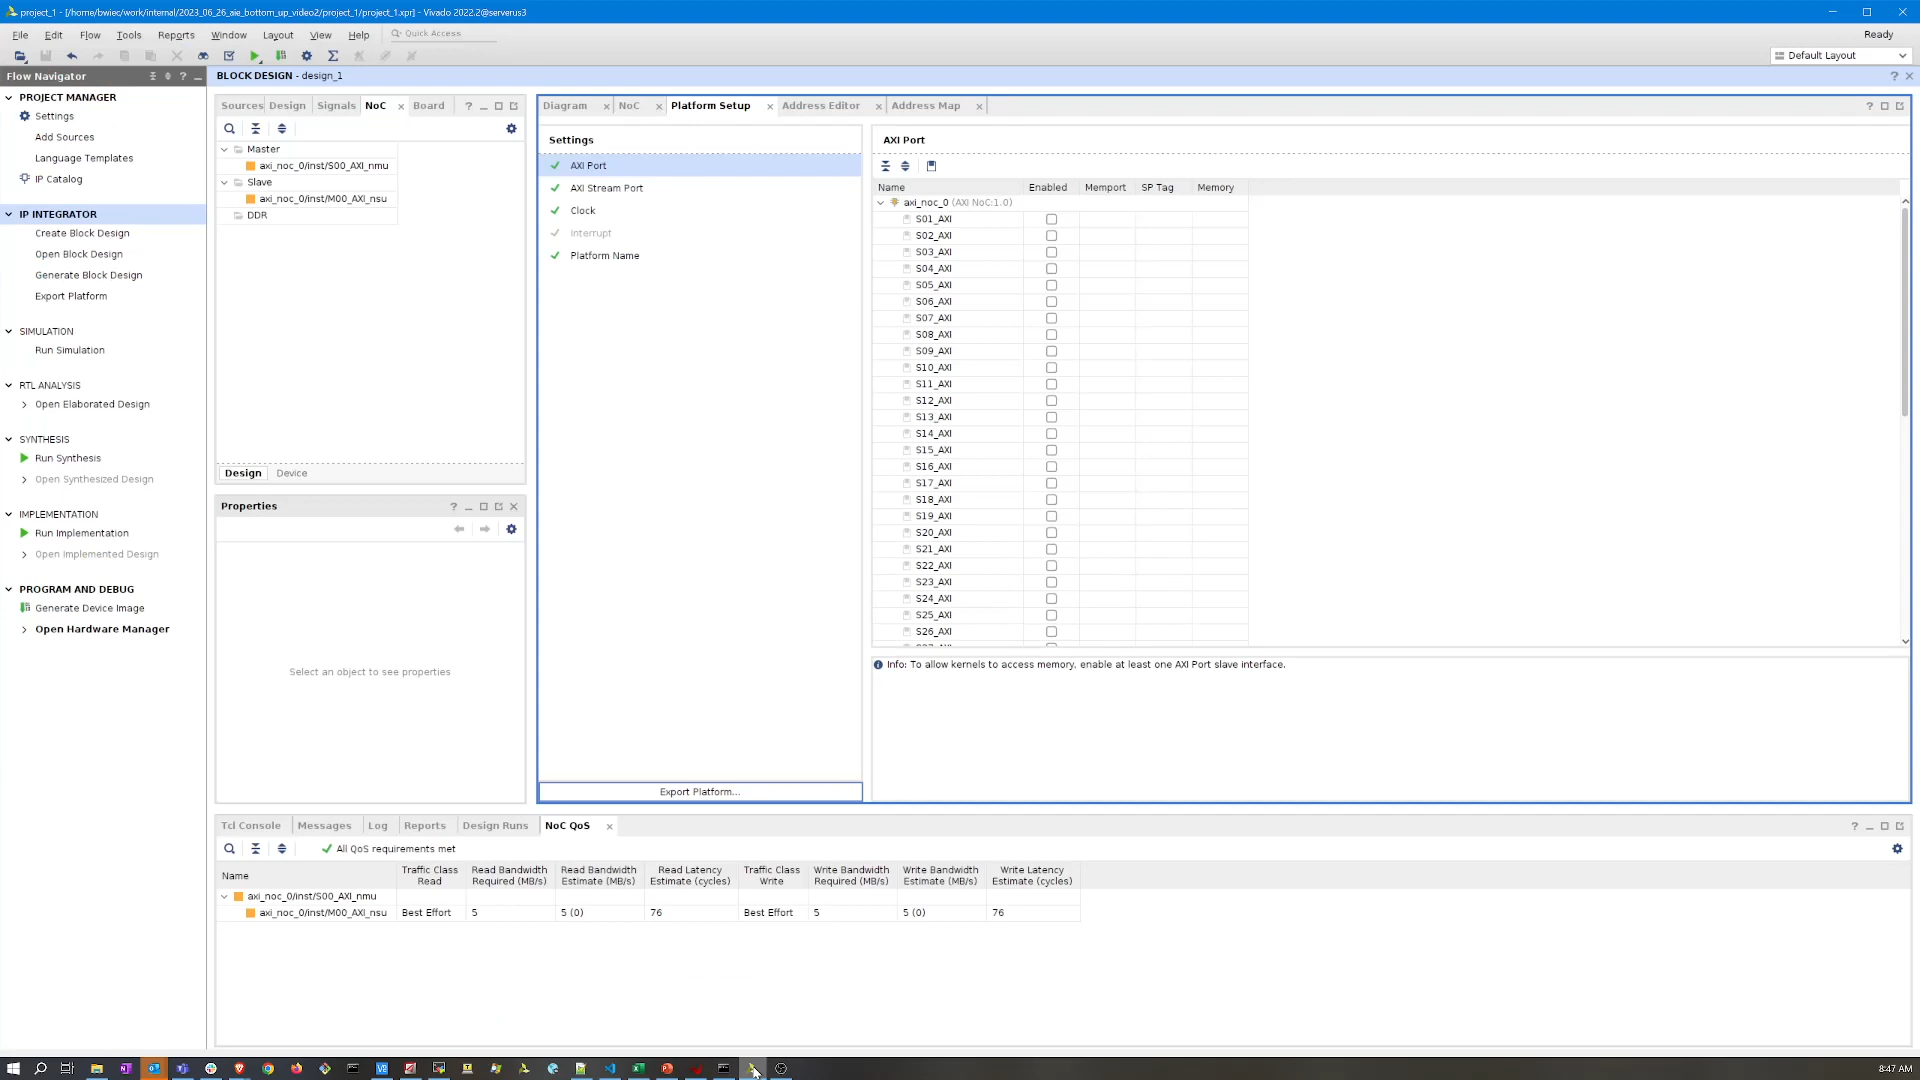 project_1 - [/home/bwiec/work/internal/2023_06_26_aie_bottom_up_video2/project_1/project_1.xpr] - Vivado 2022.2@serverus3
File Edit Flow Tools Reports Window Layout View Help Quick Access
Ready
Default Layout
Flow Navigator
PROJECT MANAGER
Settings
Add Sources
Language Templates
IP Catalog
IP INTEGRATOR
Create Block Design
Open Block Design
Generate Block Design
Export Platform
SIMULATION
Run Simulation
RTL ANALYSIS
Open Elaborated Design
SYNTHESIS
Run Synthesis
Open Synthesized Design
IMPLEMENTATION
Run Implementation
Open Implemented Design
PROGRAM AND DEBUG
Generate Device Image
Open Hardware Manager
BLOCK DESIGN - design_1
Sources Design Signals NoC Board
Master
axi_noc_0/inst/S00_AXI_nmu
Slave
axi_noc_0/inst/M00_AXI_nsu
DDR
Design Device
Properties
Select an object to see properties
Diagram NoC Platform Setup Address Editor Address Map
Settings
AXI Port
AXI Stream Port
Clock
Interrupt
Platform Name
Export Platform...
AXI Port
Name Enabled Memport SP Tag Memory
axi_noc_0 (AXI NoC:1.0)
S01_AXI
S02_AXI
S03_AXI
S04_AXI
S05_AXI
S06_AXI
S07_AXI
S08_AXI
S09_AXI
S10_AXI
S11_AXI
S12_AXI
S13_AXI
S14_AXI
S15_AXI
S16_AXI
S17_AXI
S18_AXI
S19_AXI
S20_AXI
S21_AXI
S22_AXI
S23_AXI
S24_AXI
S25_AXI
S26_AXI
Info: To allow kernels to access memory, enable at least one AXI Port slave interface.
Tcl Console Messages Log Reports Design Runs NoC QoS
All QoS requirements met
Name
Traffic Class Read
Read Bandwidth Required (MB/s)
Read Bandwidth Estimate (MB/s)
Read Latency Estimate (cycles)
Traffic Class Write
Write Bandwidth Required (MB/s)
Write Bandwidth Estimate (MB/s)
Write Latency Estimate (cycles)
axi_noc_0/inst/S00_AXI_nmu
axi_noc_0/inst/M00_AXI_nsu Best Effort 5 5 (0) 76 Best Effort 5 5 (0) 76
8:47 AM